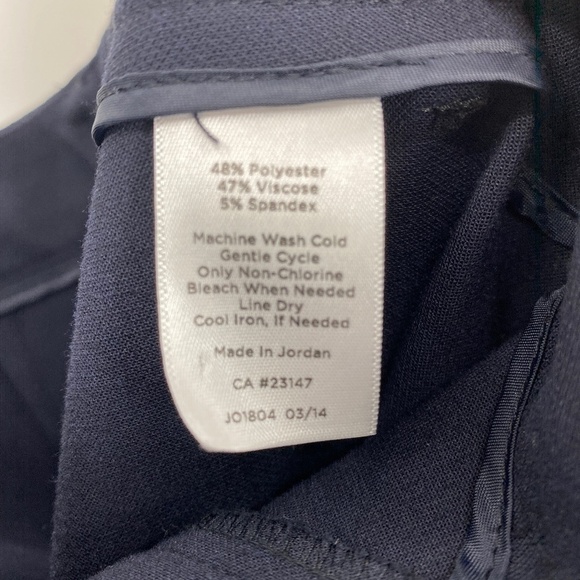 48% Polyester
47% Viscose
5% Spandex
Machine Wash Cold
Gentle Cycle
Only Non-Chlorine
Bleach When Needed
Line Dry
Cool Iron, If Needed
Made In Jordan
CA #23147
JO1804 03/14